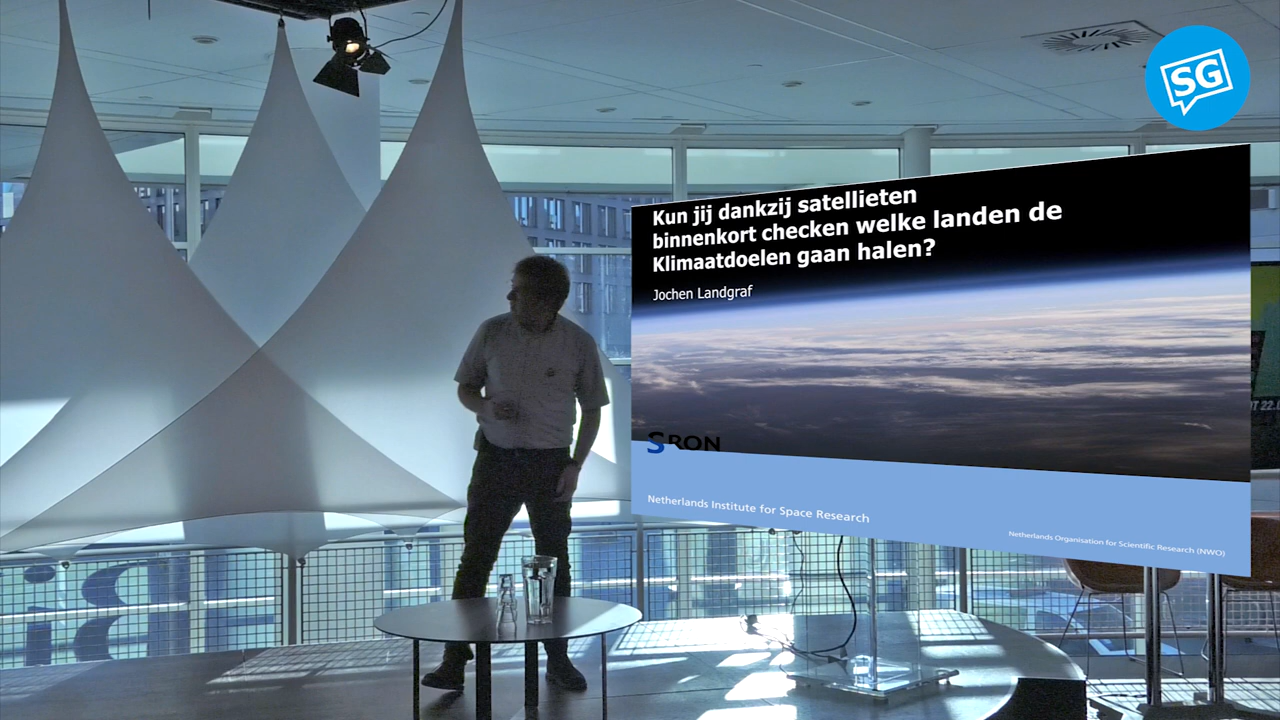 SG
Kun jij dankzij satellieten
binnenkort checken welke landen de
Klimaatdoelen gaan halen?
Jochen Landgraf
SRON
Netherlands Institute for Space Research
Netherlands Organisation for Scientific Research (NWO)